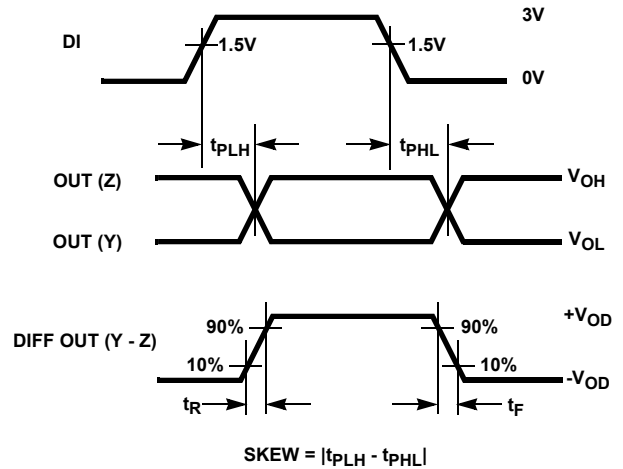 3V
DI
1.5V
1.5V
0V
tPLH
tPHL
OUT (Z)
VOH
OUT (Y)
VOL
+VOD
90%
90%
DIFF OUT (Y - Z)
10%
10%
-VOD
tR
tF
SKEW = |tPLH - tPHL|